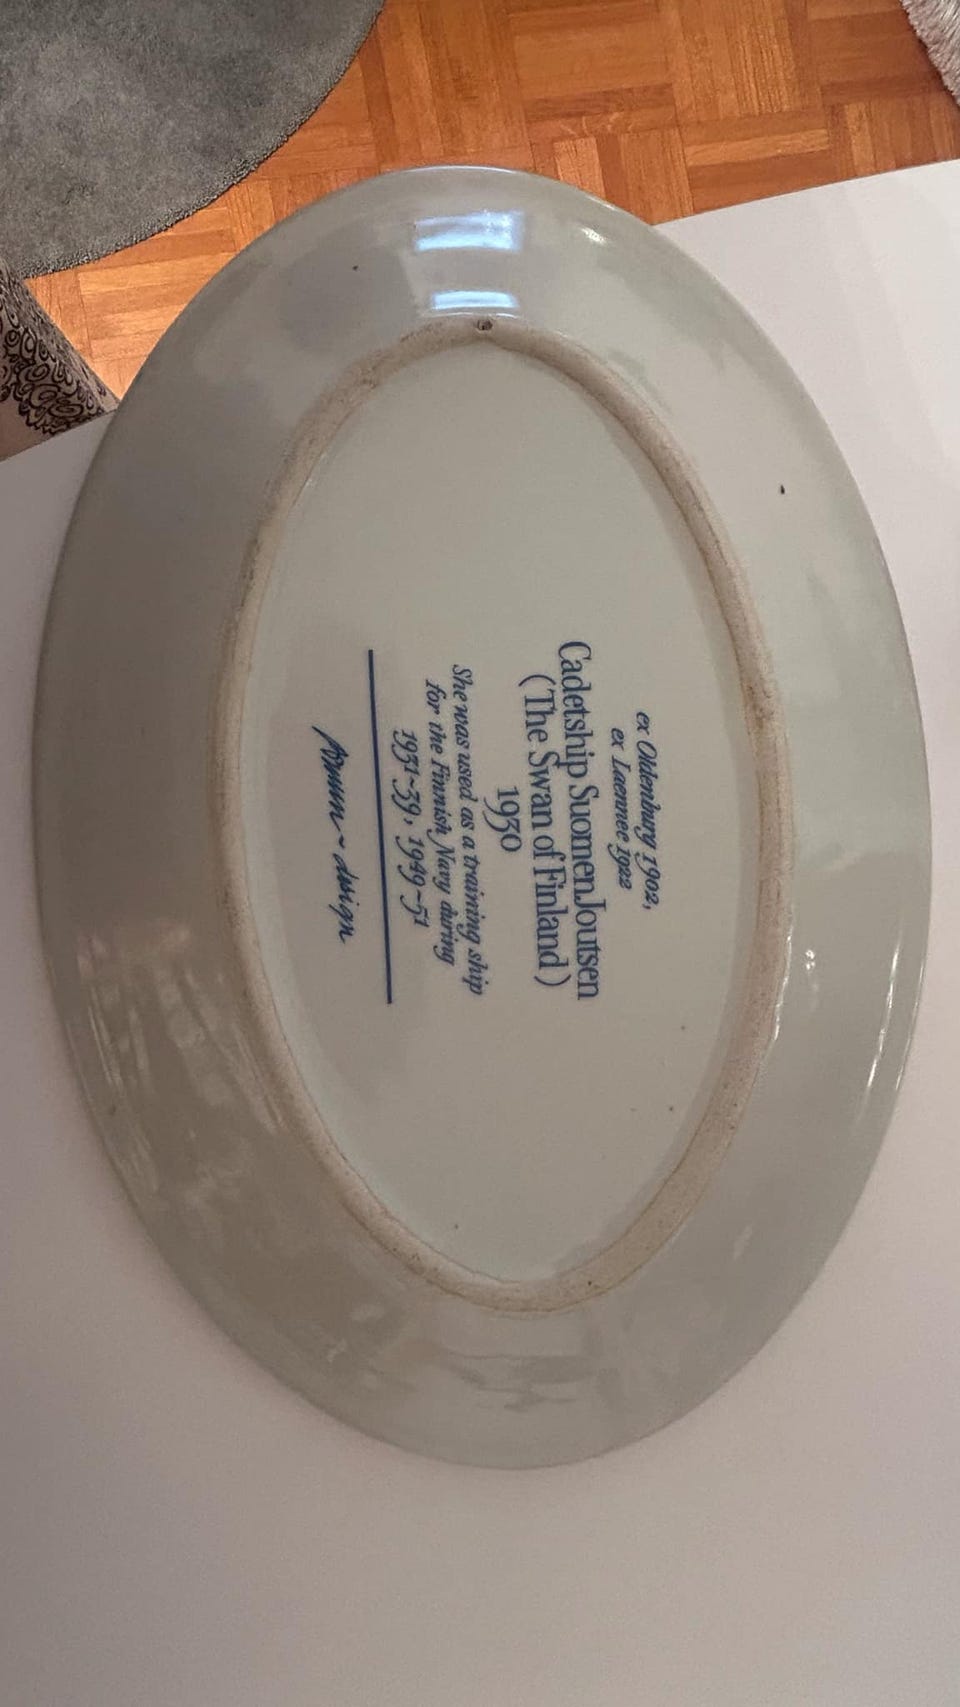 ex Oldenburg 1902,
ex Laennec 1922
Cadetship Suomen Joutsen
(The Swan of Finland)
1930
She was used as a training ship
for the Finnish Navy during
1931~39, 1949~51
design